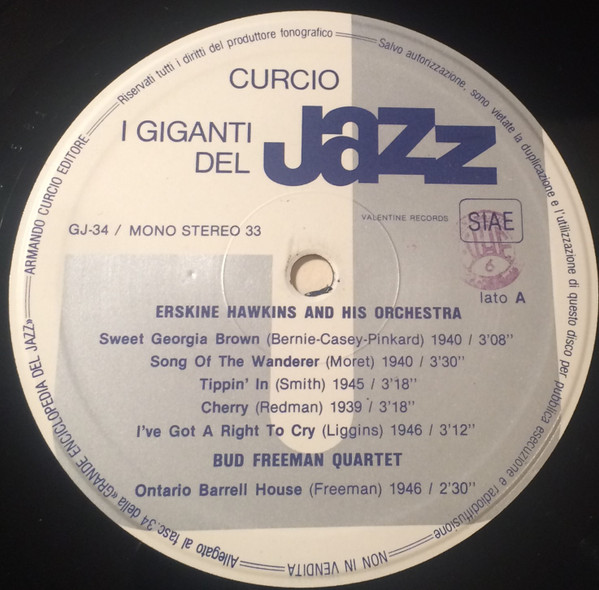 CURCIO
I GIGANTI
DEL
Jazz
VALENTINE RECORDS
SIAE
6
GJ-34 / MONO STEREO 33
lato A
ERSKINE HAWKINS AND HIS ORCHESTRA
Sweet Georgia Brown (Bernie-Casey-Pinkard) 1940 / 3'08''
Song Of The Wanderer (Moret) 1940 / 3'30''
Tippin' In (Smith) 1945 / 3'18''
Cherry (Redman) 1939 / 3'18''
I've Got A Right To Cry (Liggins) 1946 / 3'12''
BUD FREEMAN QUARTET
Ontario Barrell House (Freeman) 1946 / 2'30''
Allegato al fasc. 34 della «GRANDE ENCICLOPEDIA DEL JAZZ»
ARMANDO CURCIO EDITORE
Riservati tutti i diritti del produttore fonografico
Salvo autorizzazione, sono vietate la duplicazione e l'utilizzazione di questo disco per pubblica esecuzione e radiodiffusione
NON IN VENDITA